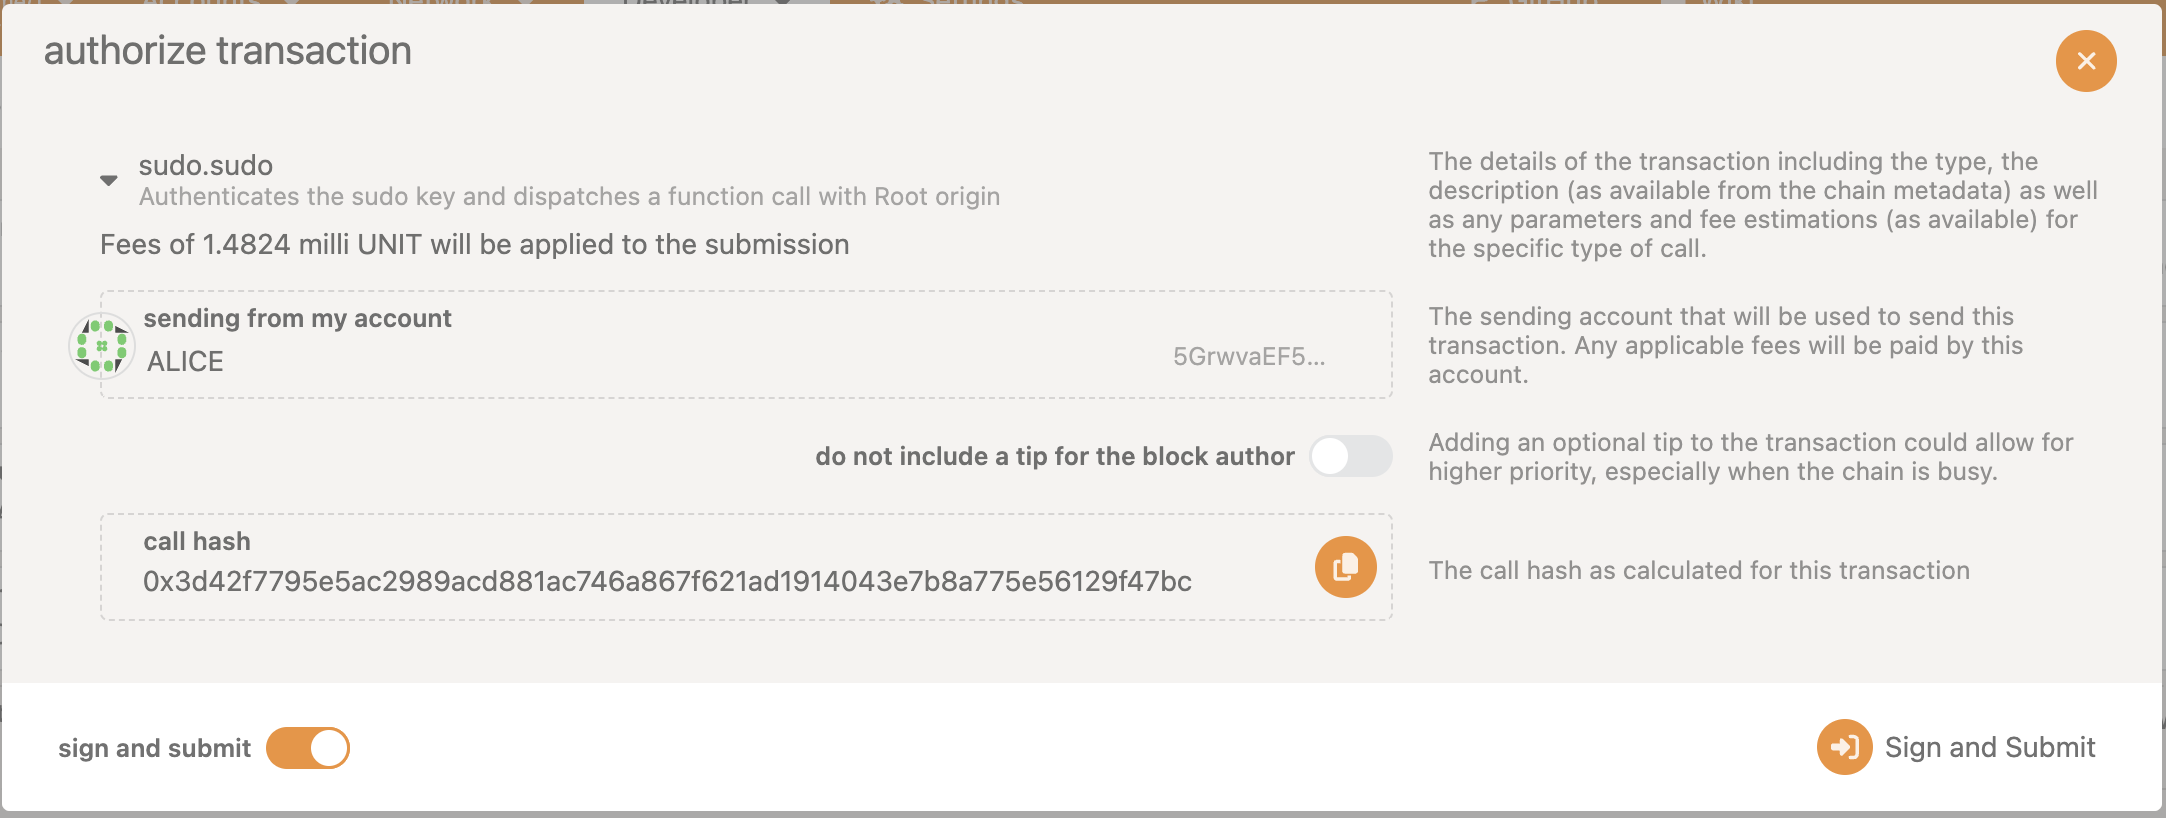 Accounts
Network
Developer
Settings
GitHub
Wiki
authorize transaction
sudo.sudo
Authenticates the sudo key and dispatches a function call with Root origin
Fees of 1.4824 milli UNIT will be applied to the submission
The details of the transaction including the type, the
description (as available from the chain metadata) as well
as any parameters and fee estimations (as available) for
the specific type of call.
sending from my account
ALICE
5GrwvaEF5...
The sending account that will be used to send this
transaction. Any applicable fees will be paid by this
account.
do not include a tip for the block author
Adding an optional tip to the transaction could allow for
higher priority, especially when the chain is busy.
call hash
0x3d42f7795e5ac2989acd881ac746a867f621ad1914043e7b8a775e56129f47bc
The call hash as calculated for this transaction
sign and submit
Sign and Submit